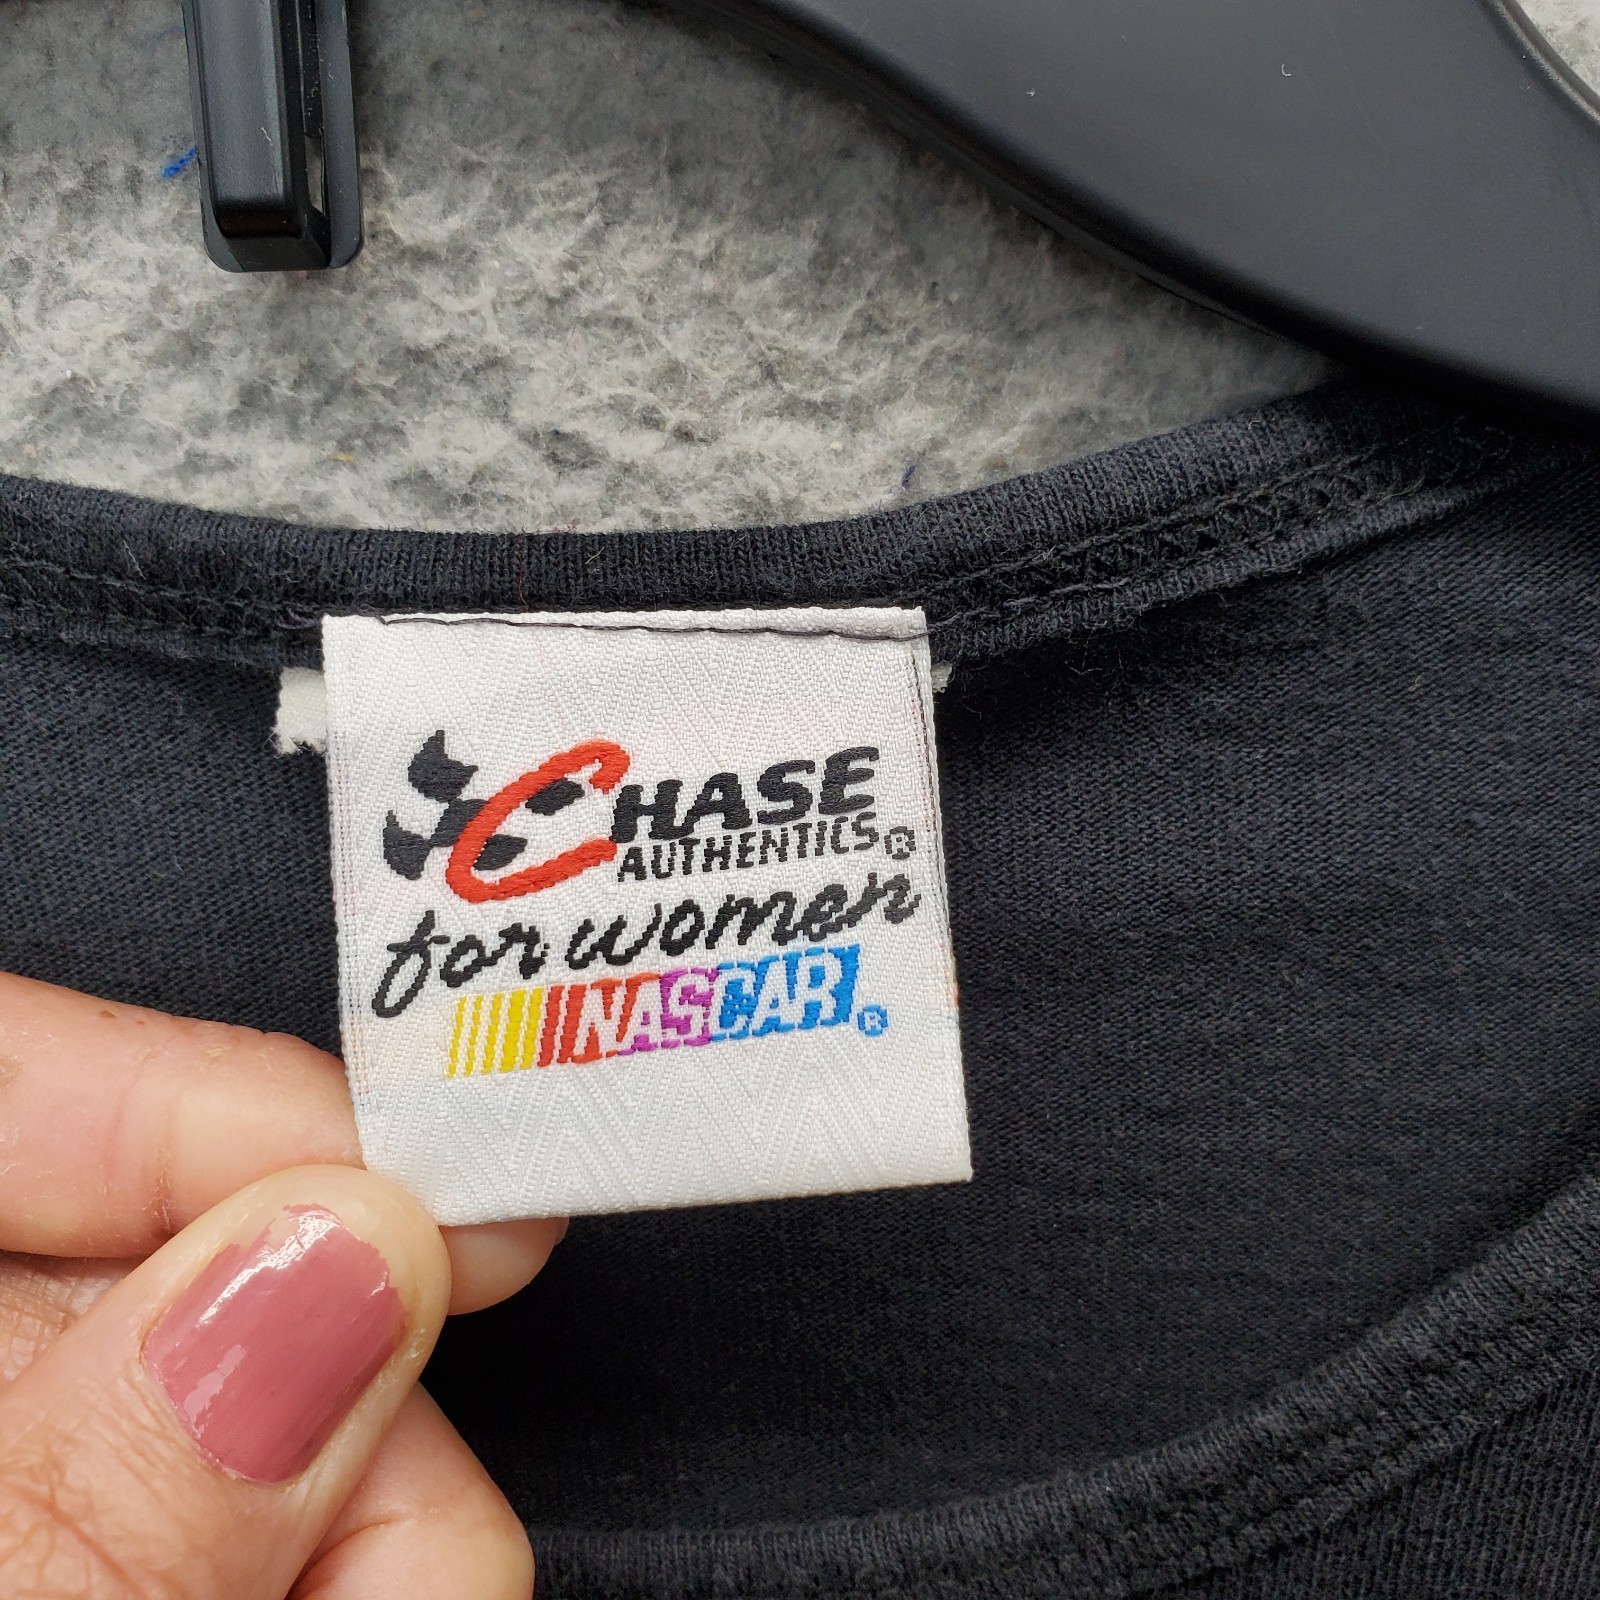 CHASE
AUTHENTICS®
for women
NASCAR®